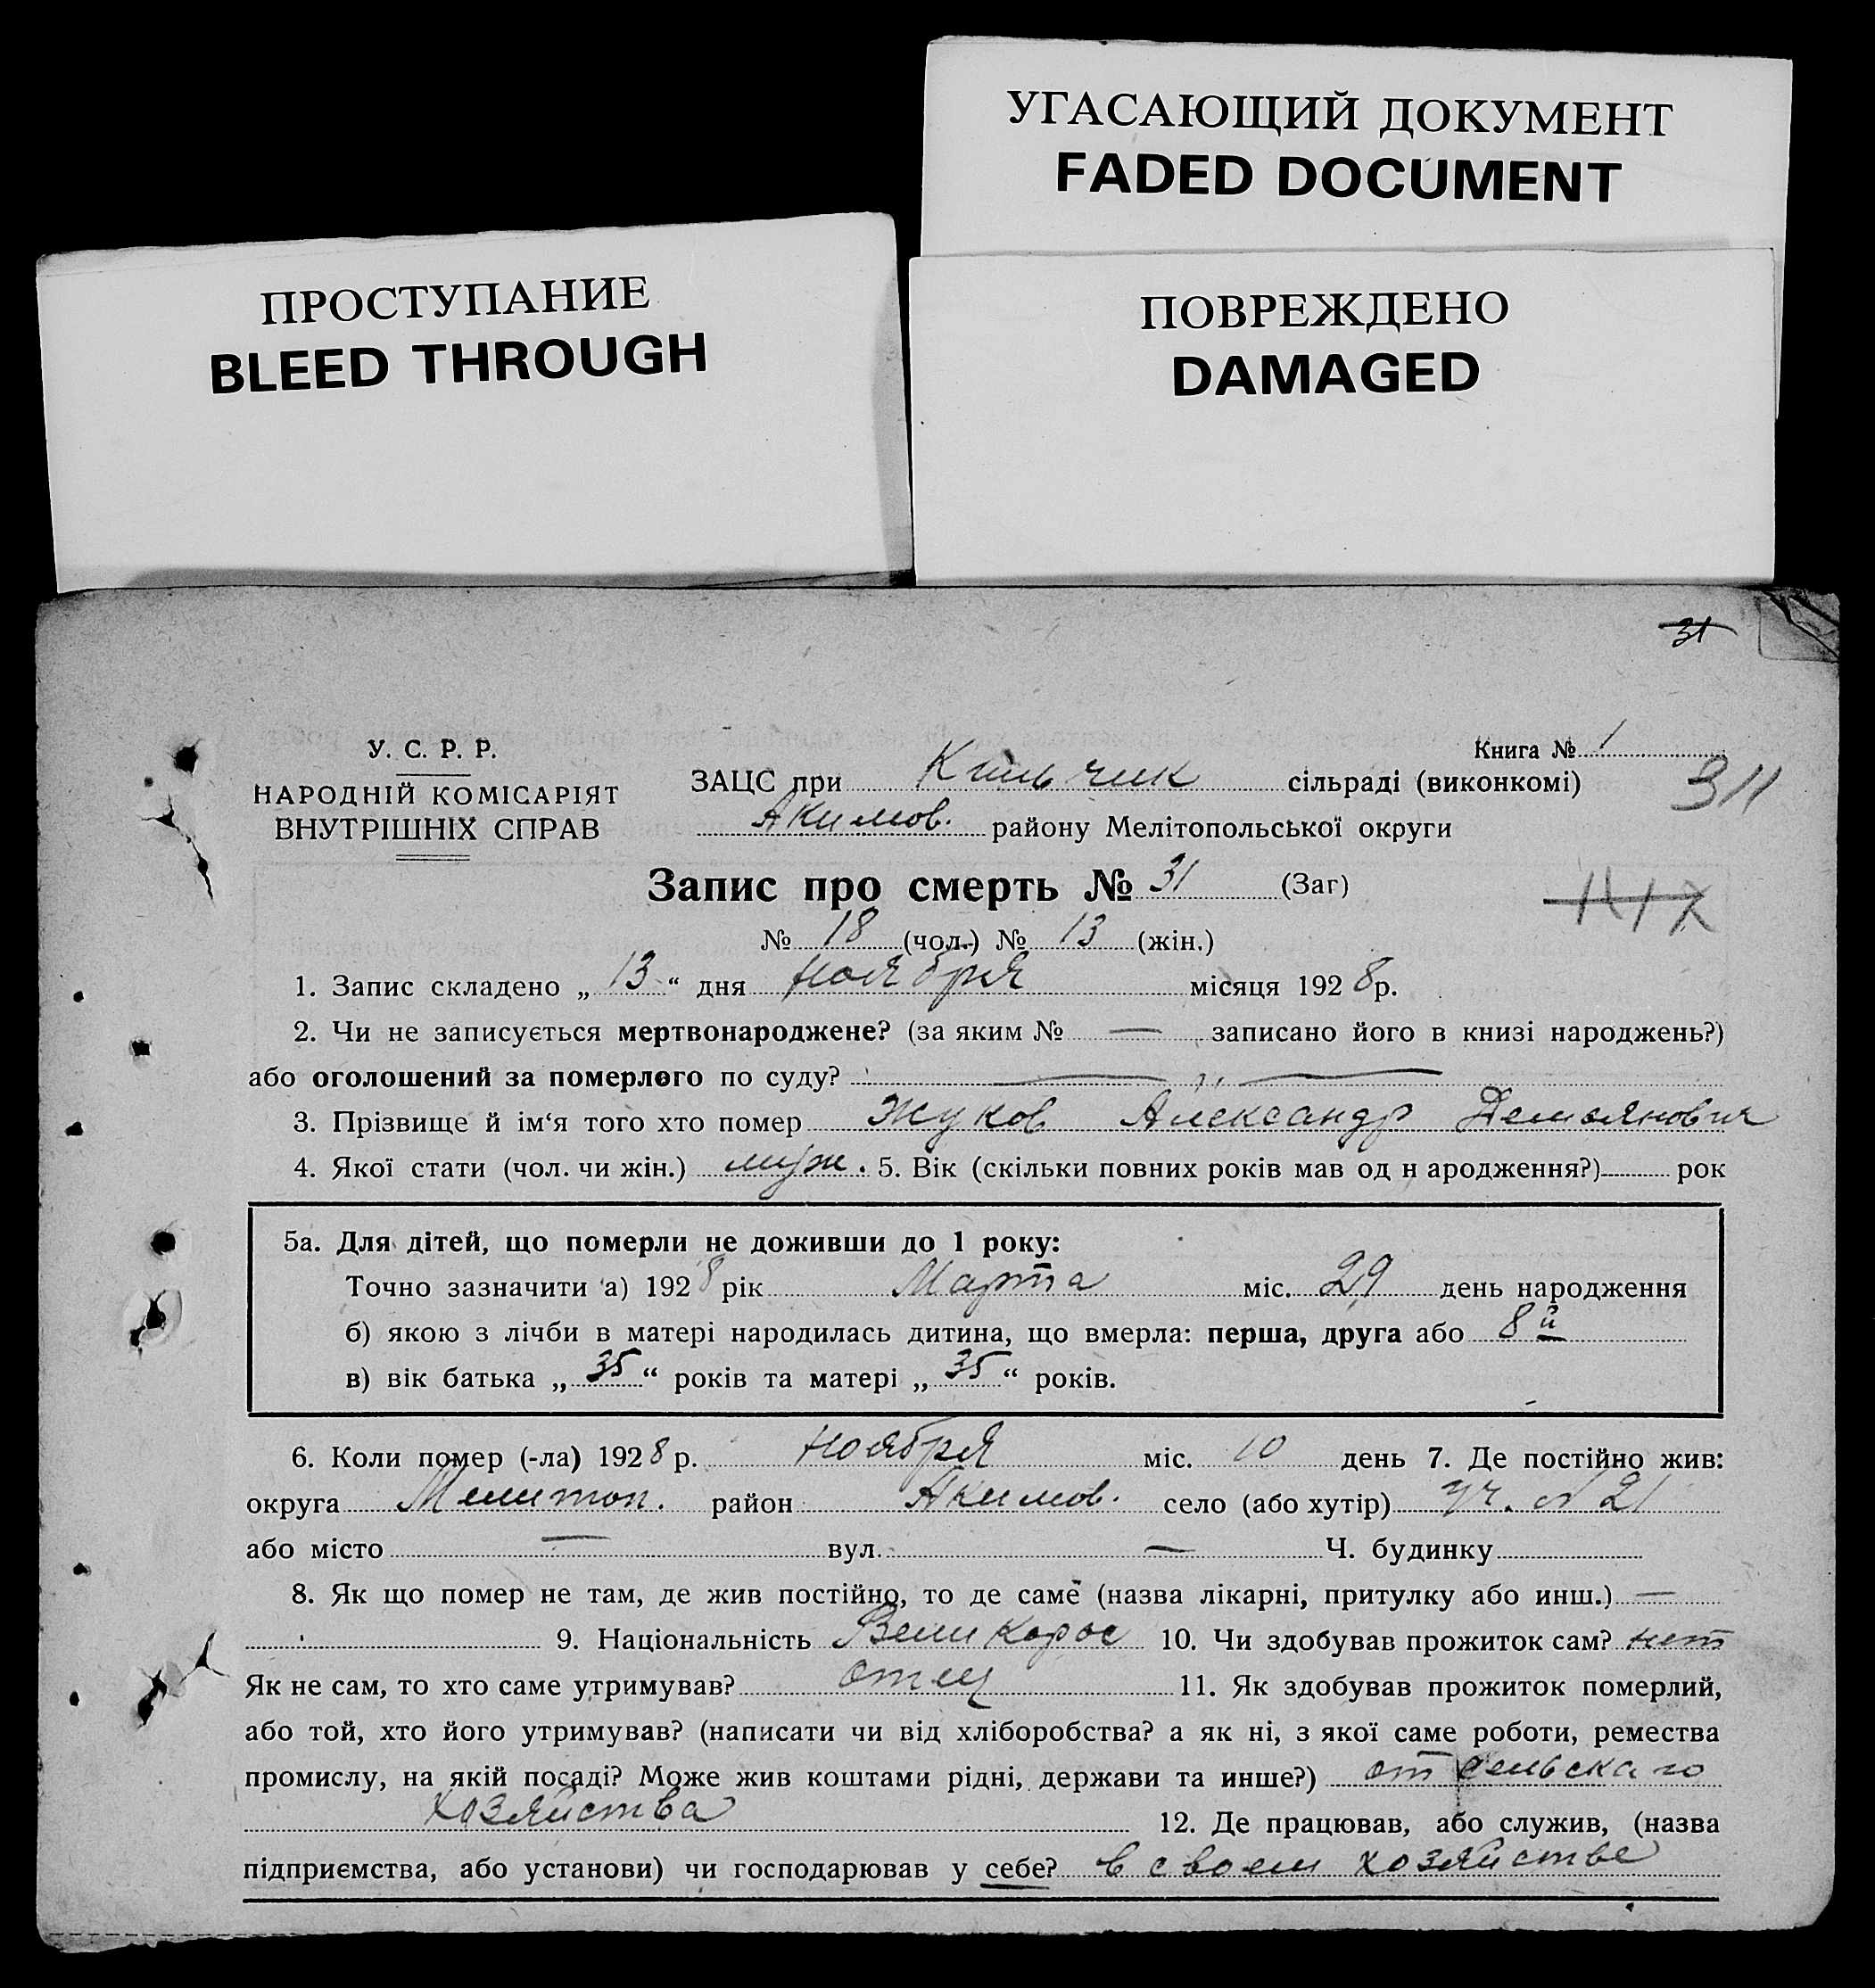 УГАСАЮЩИЙ ДОКУМЕНТ
FADED DOCUMENT
ПРОСТУПАНИЕ
BLEED THROUGH
ПОВРЕЖДЕНО
DAMAGED
31
У. С. Р. Р.
НАРОДНІЙ КОМІСАРІЯТ
ВНУТРІШНІХ СПРАВ
Книга № 1
ЗАЦС при сільраді (виконкомі)
311
Акимов. району Мелітопольської округи
Запис про смерть № 31 (Заг)
№ 18 (чол.) № 13 (жін.)
1. Запис складено „ 13 “ дня ноября місяця 1928 р.
2. Чи не записується мертвонароджене? (за яким № — записано його в книзі народжень?)
або оголошений за померлого по суду? — „ —
3. Прізвище й ім‘я того хто помер Жуков Александр Демьянович
4. Якої стати (чол. чи жін.) муж. 5. Вік (скільки повних років мав од н ародження?) рок
5а. Для дітей, що померли не доживши до 1 року:
Точно зазначити а) 1928 рік Марта міс. 29 день народження
б) якою з лічби в матері народилась дитина, що вмерла: перша, друга або 8й
в) вік батька „ 35 “ років та матері „ 35 “ років.
6. Коли помер (-ла) 1928 р. ноября міс. 10 день 7. Де постійно жив:
округа Мелитоп. район Акимов. село (або хутір) уч. № 21
або місто — вул. — Ч. будинку
8. Як що помер не там, де жив постійно, то де саме (назва лікарні, притулку або инш.) —
9. Національність Великорос 10. Чи здобував прожиток сам? нет
Як не сам, то хто саме утримував? отец 11. Як здобував прожиток померлий,
або той, хто його утримував? (написати чи від хліборобства? а як ні, з якої саме роботи, ремества
промислу, на якій посаді? Може жив коштами рідні, держави та инше?) от сельскаго
хозяйства 12. Де працював, або служив, (назва
підприємства, або установи) чи господарював у себе? в своем хозяйстве